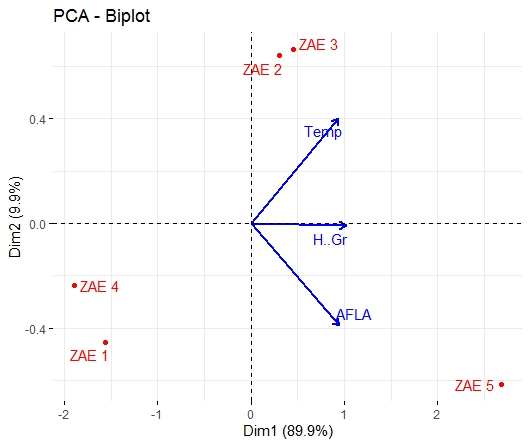 PCA - Biplot
ZAE 3
ZAE 2
0.4
Temp
Dim2 (9.9%)
0.0
H..Gr
ZAE 4
AFLA
-0.4
ZAE 1
ZAE 5
-2 -1 0 1 2
Dim1 (89.9%)